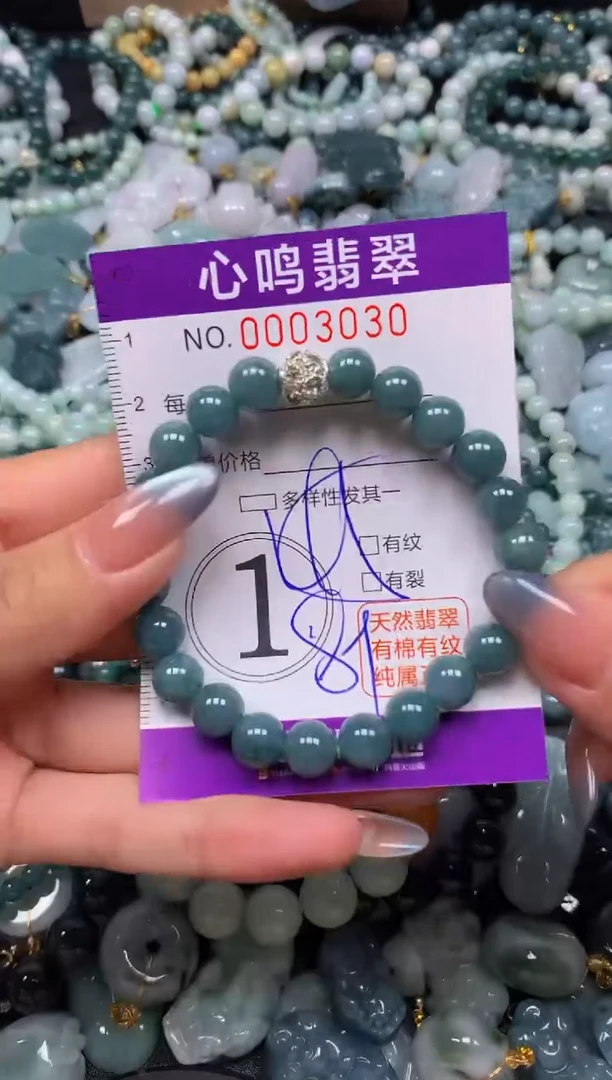 心鸣翡翠
NO.0003030
1
2 每
3 价格
多样性发其一
有纹
1
有裂
81
天然翡翠
有棉有纹
纯属